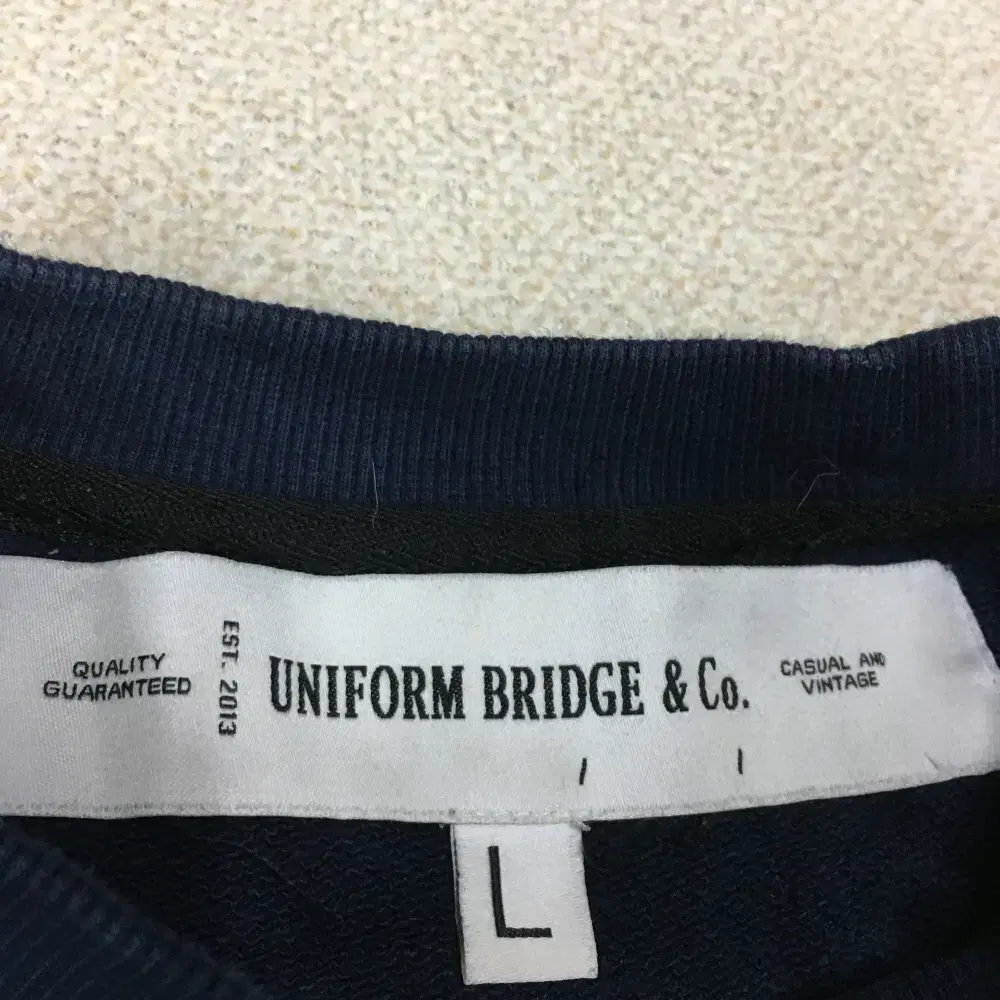 QUALITY
GUARANTEED
EST. 2013
UNIFORM BRIDGE & Co.
CASUAL AND
VINTAGE
L